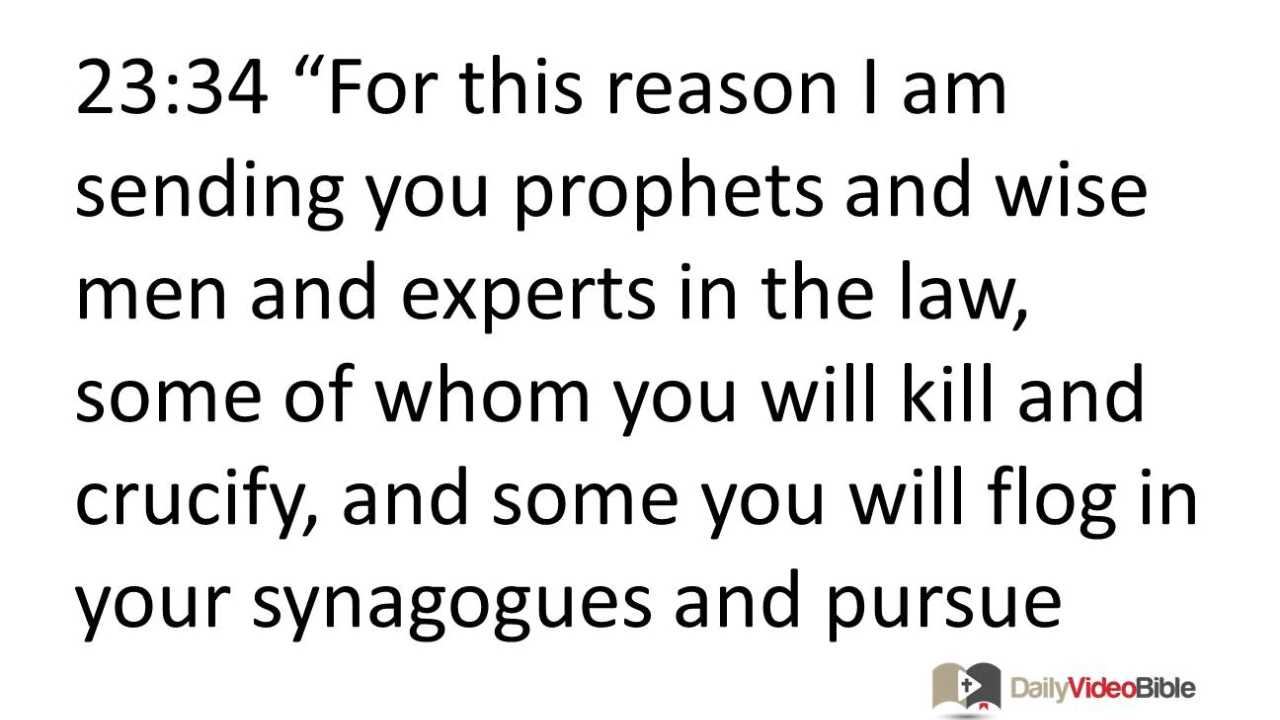 23:34 “For this reason I am
sending you prophets and wise
men and experts in the law,
some of whom you will kill and
crucify, and some you will flog in
your synagogues and pursue
DailyVideoBible